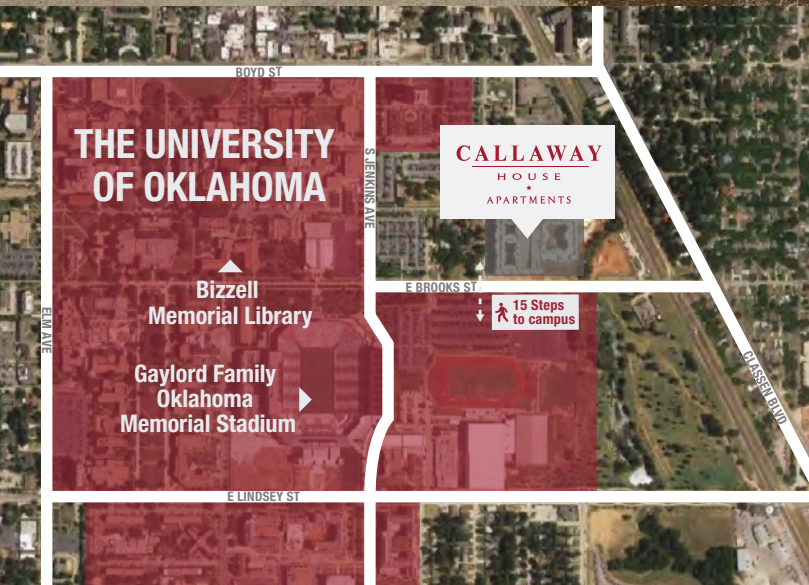 BOYD ST
THE UNIVERSITY
OF OKLAHOMA
S JENKINS AVE
CALLAWAY
HOUSE
APARTMENTS
E BROOKS ST
Bizzell
Memorial Library
15 Steps
to campus
ELM AVE
Gaylord Family
Oklahoma
Memorial Stadium
CLASSEN BLVD
E LINDSEY ST